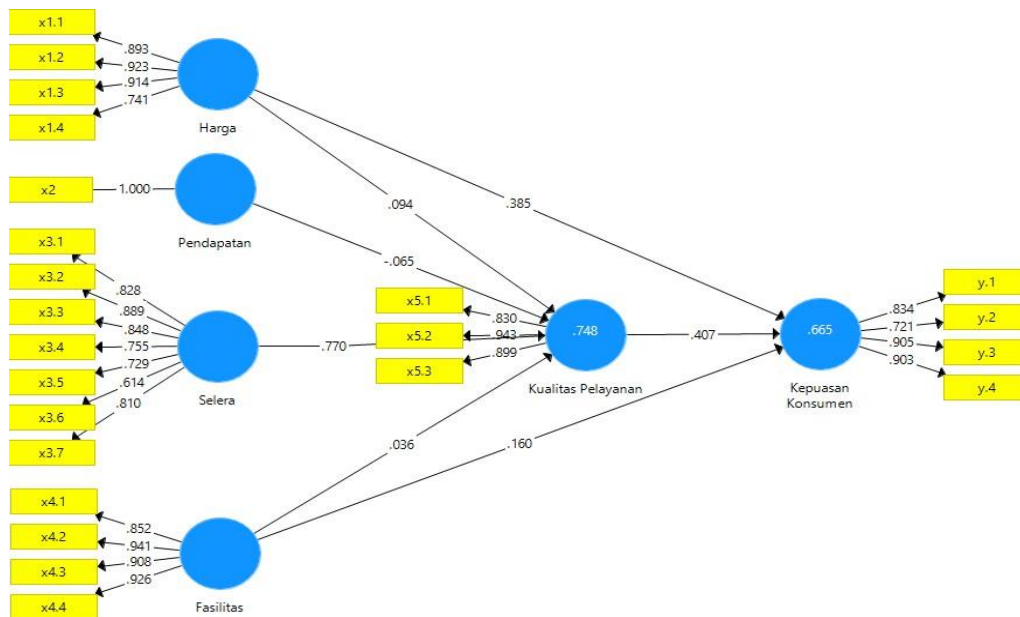 x1.1
x1.2
x1.3
x1.4
.893
.923
.914
.741
Harga
x2
1.000
Pendapatan
x3.1
x3.2
x3.3
x3.4
x3.5
x3.6
x3.7
.828
.889
.848
.755
.729
.614
.810
Selera
x4.1
x4.2
x4.3
x4.4
.852
.941
.908
.926
Fasilitas
.094
-.065
.770
.036
.385
.160
x5.1
x5.2
x5.3
.830
.943
.899
.748
Kualitas Pelayanan
.407
.665
Kepuasan
Konsumen
.834
.721
.905
.903
y.1
y.2
y.3
y.4